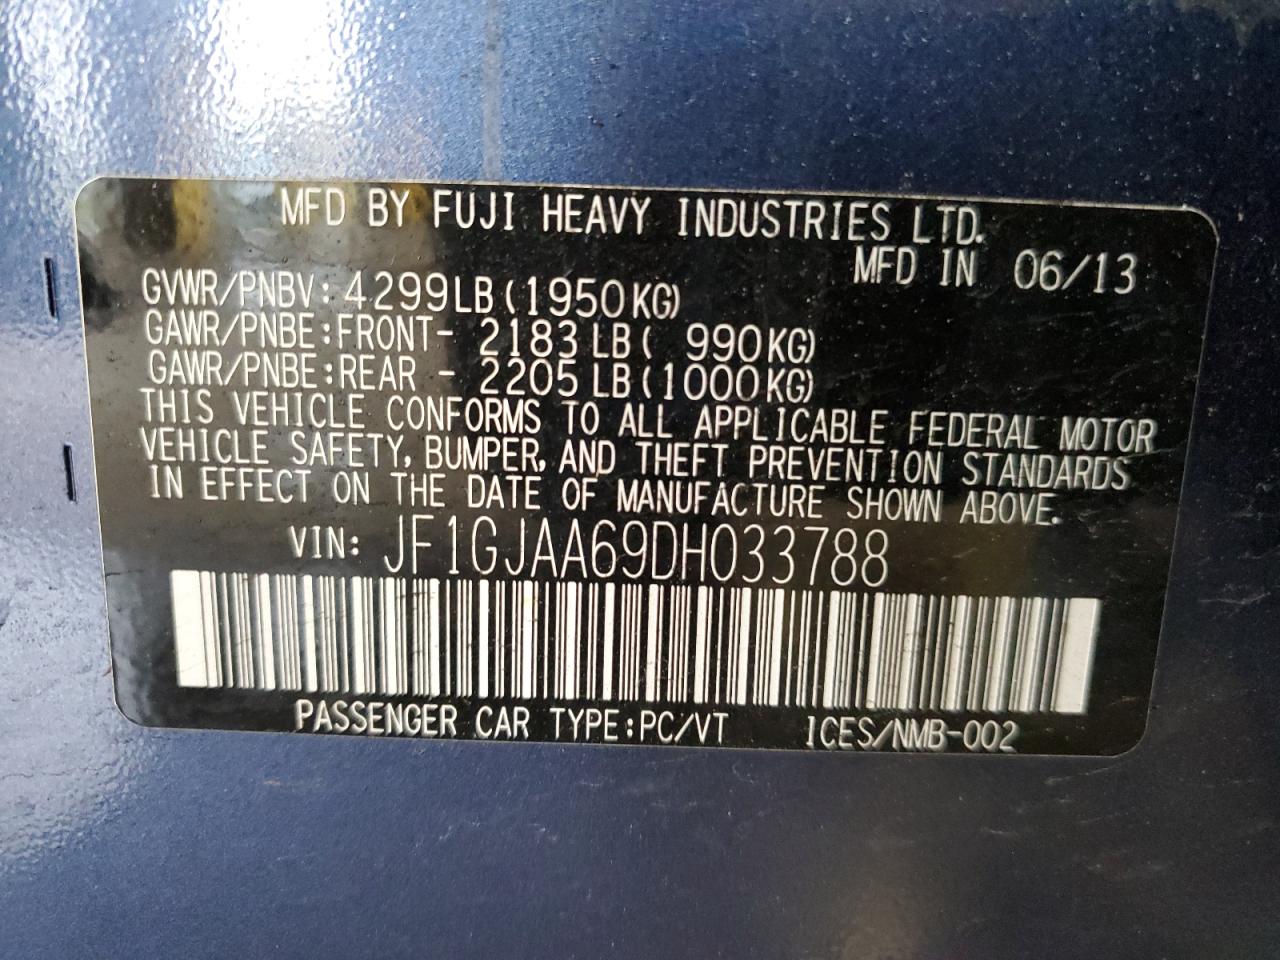 MFD BY FUJI HEAVY INDUSTRIES LTD.
MFD IN 06/13
GVWR/PNBV: 4299LB(1950KG)
GAWR/PNBE:FRONT- 2183LB( 990KG)
GAWR/PNBE:REAR - 2205LB(1000KG)
THIS VEHICLE CONFORMS TO ALL APPLICABLE FEDERAL MOTOR
VEHICLE SAFETY, BUMPER, AND THEFT PREVENTION STANDARDS
IN EFFECT ON THE DATE OF MANUFACTURE SHOWN ABOVE.
VIN: JF1GJAA69DH033788
PASSENGER CAR TYPE:PC/VT 1CES/NMB-002